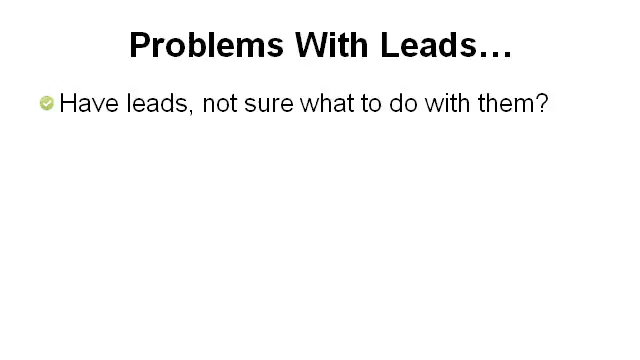 Problems With Leads…
Have leads, not sure what to do with them?